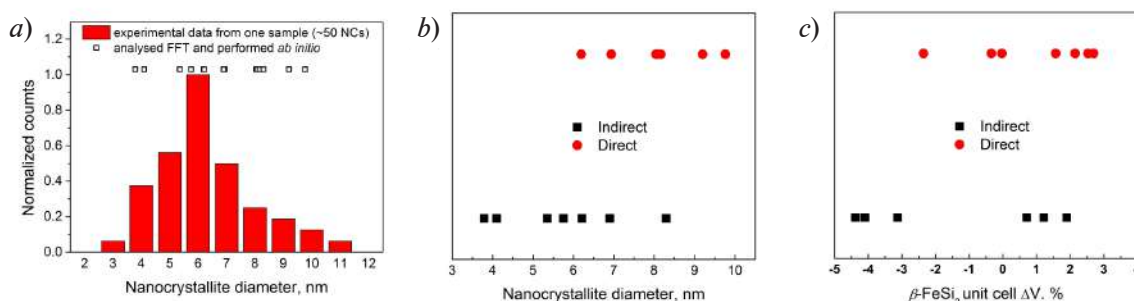 a)
experimental data from one sample (~50 NCs)
analysed FFT and performed ab inilio
Normalized counts
1.2
1.0
0.8
0.6
0.4
0.2
0.0
2 3 4 5 6 7 8 9 10 11 12
Nanocrystallite diameter, nm
b)
Indirect
Direct
3 4 5 6 7 8 9 10
Nanocrystallite diameter, nm
c)
Indirect
Direct
-5 -4 -3 -2 -1 0 1 2 3 4
β-FeSi, unit cell ΔV. %